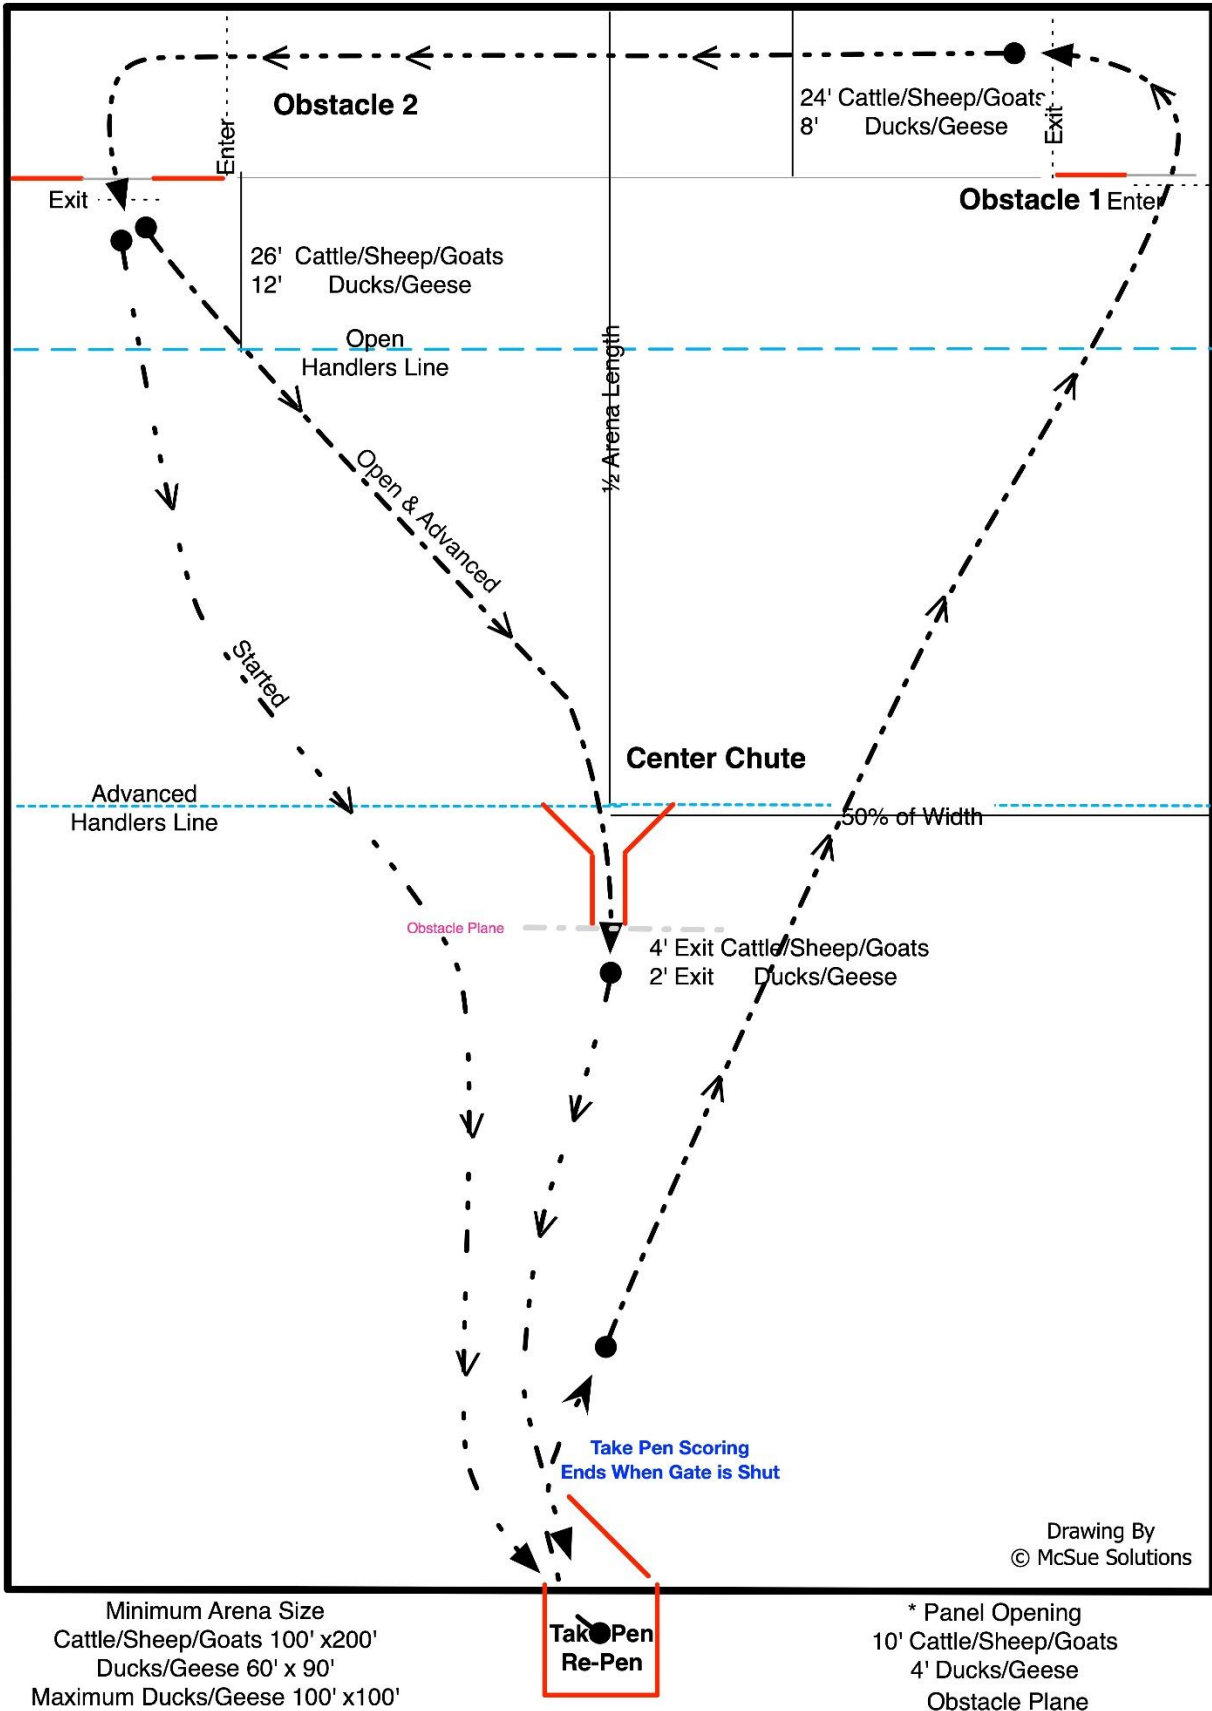 Obstacle 2
Enter
24' Cattle/Sheep/Goats
8' Ducks/Geese
Exit
Exit
Obstacle 1 Enter
26' Cattle/Sheep/Goats
12' Ducks/Geese
Open
Handlers Line
½ Arena Length
Open & Advanced
Started
Center Chute
Advanced
Handlers Line
50% of Width
Obstacle Plane
4' Exit Cattle/Sheep/Goats
2' Exit Ducks/Geese
Take Pen Scoring
Ends When Gate is Shut
Drawing By
© McSue Solutions
Minimum Arena Size
Cattle/Sheep/Goats 100' x200'
Ducks/Geese 60' x 90'
Maximum Ducks/Geese 100' x100'
Take Pen
Re-Pen
* Panel Opening
10' Cattle/Sheep/Goats
4' Ducks/Geese
Obstacle Plane